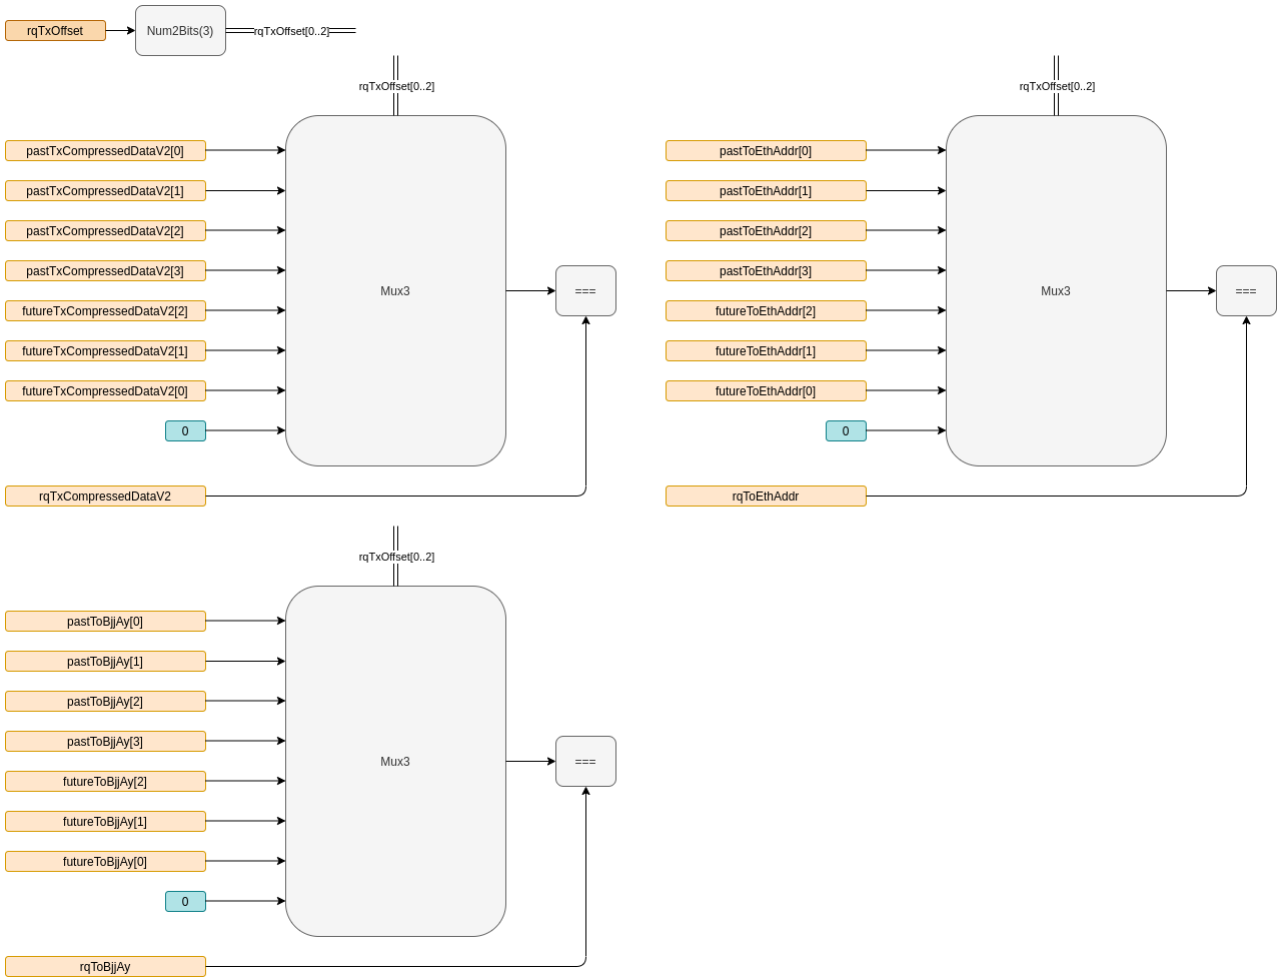 rqTxOffset
Num2Bits(3)
rqTxOffset[0..2]
rqTxOffset[0..2]
pastTxCompressedDataV2[0]
pastTxCompressedDataV2[1]
pastTxCompressedDataV2[2]
pastTxCompressedDataV2[3]
futureTxCompressedDataV2[2]
futureTxCompressedDataV2[1]
futureTxCompressedDataV2[0]
0
Mux3
===
rqTxCompressedDataV2
rqTxOffset[0..2]
pastToEthAddr[0]
pastToEthAddr[1]
pastToEthAddr[2]
pastToEthAddr[3]
futureToEthAddr[2]
futureToEthAddr[1]
futureToEthAddr[0]
0
Mux3
===
rqToEthAddr
rqTxOffset[0..2]
pastToBjjAy[0]
pastToBjjAy[1]
pastToBjjAy[2]
pastToBjjAy[3]
futureToBjjAy[2]
futureToBjjAy[1]
futureToBjjAy[0]
0
Mux3
===
rqToBjjAy